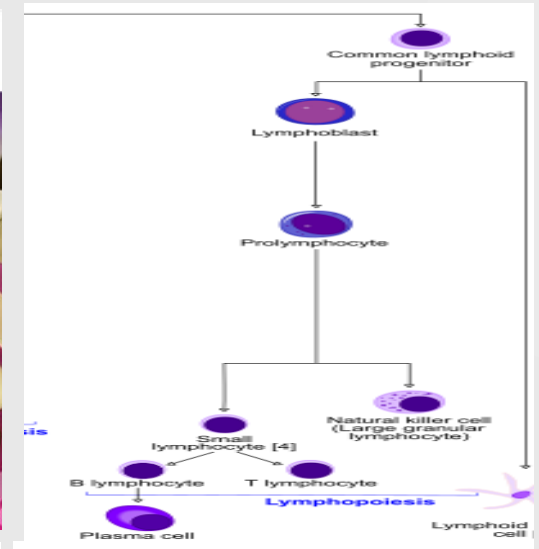 Common lymphoid
progenitor
Lymphoblast
Prolymphocyte
Natural killer cell
(Large granular
lymphocyte)
Small
lymphocyte [4]
B lymphocyte
T lymphocyte
Lymphopoiesis
Plasma cell
Lymphoid
cell
sis